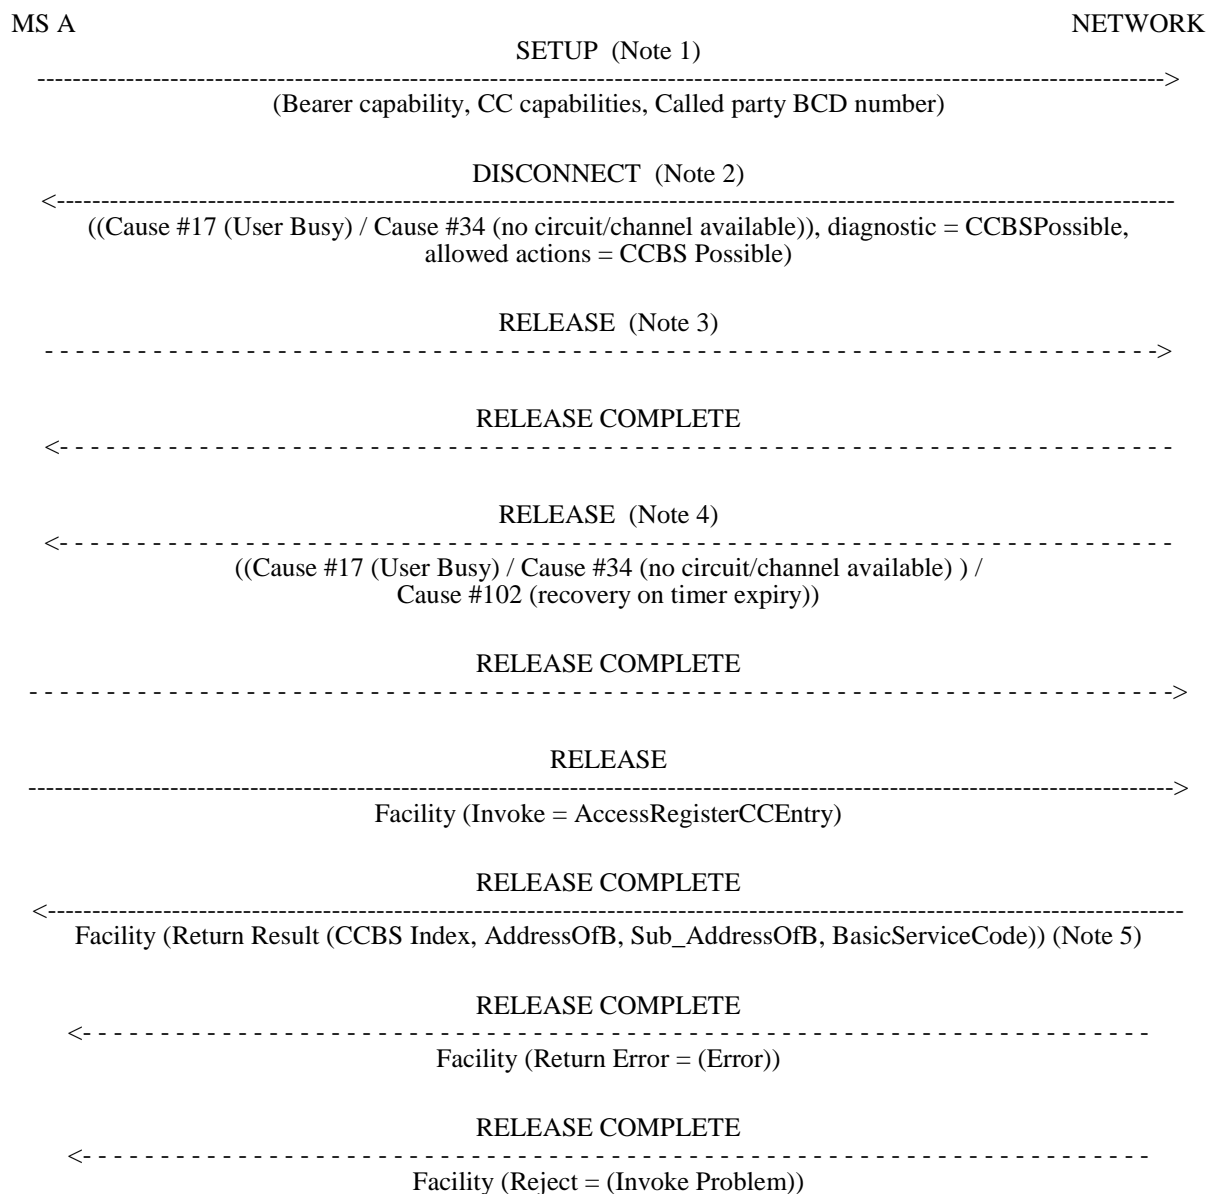 MS A NETWORK
SETUP (Note 1)
(Bearer capability, CC capabilities, Called party BCD number)
DISCONNECT (Note 2)
((Cause #17 (User Busy) / Cause #34 (no circuit/channel available)), diagnostic = CCBSPossible,
allowed actions = CCBS Possible)
RELEASE (Note 3)
RELEASE COMPLETE
RELEASE (Note 4)
((Cause #17 (User Busy) / Cause #34 (no circuit/channel available) ) /
Cause #102 (recovery on timer expiry))
RELEASE COMPLETE
RELEASE
Facility (Invoke = AccessRegisterCCEntry)
RELEASE COMPLETE
Facility (Return Result (CCBS Index, AddressOfB, Sub_AddressOfB, BasicServiceCode)) (Note 5)
RELEASE COMPLETE
Facility (Return Error = (Error))
RELEASE COMPLETE
Facility (Reject = (Invoke Problem))